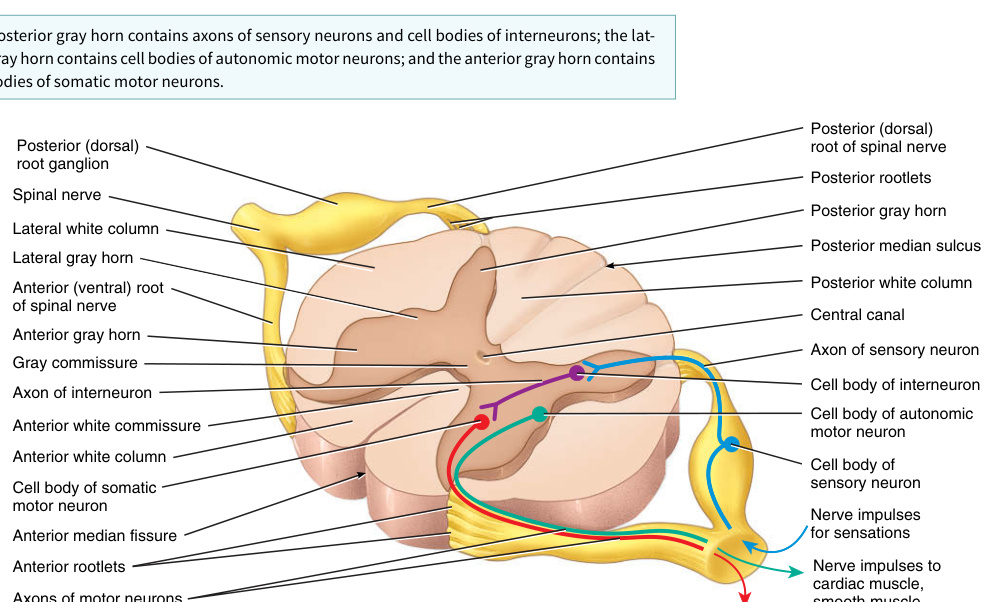 osterior gray horn contains axons of sensory neurons and cell bodies of interneurons; the lat-
ray horn contains cell bodies of autonomic motor neurons; and the anterior gray horn contains
odies of somatic motor neurons.
Posterior (dorsal)
root ganglion
Spinal nerve
Lateral white column
Lateral gray horn
Anterior (ventral) root
of spinal nerve
Anterior gray horn
Gray commissure
Axon of interneuron
Anterior white commissure
Anterior white column
Cell body of somatic
motor neuron
Anterior median fissure
Anterior rootlets
Axons of motor neurons
Posterior (dorsal)
root of spinal nerve
Posterior rootlets
Posterior gray horn
Posterior median sulcus
Posterior white column
Central canal
Axon of sensory neuron
Cell body of interneuron
Cell body of autonomic
motor neuron
Cell body of
sensory neuron
Nerve impulses
for sensations
Nerve impulses to
cardiac muscle,
smooth muscle,